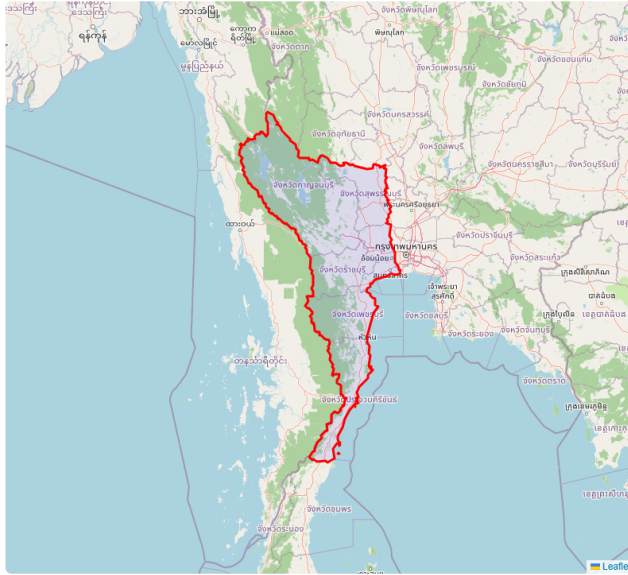 ဘားအံမြို့
จังหวัดพิษณุโลก
แม่สอด
พิษณุโลก
จังหวัดตาก
ရန်ကုန်
မော်လမြိုင်
မွန်ပြည်နယ်
จังหวัดเพชรบูรณ์
จังหวัดขอนแก่น
จังหวัดชัยภูมิ
จังหวัดนครสวรรค์
จังหวัดอุทัยธานี
จังหวัดลพบุรี
จังหวัดนครราชสีมา
จังหวัดบุรีรัมย์
จังหวัดกาญจนบุรี
จังหวัดสุพรรณบุรี
พระนครศรีอยุธยา
ထားဝယ်
จังหวัดปราจีนบุรี
กรุงเทพมหานคร
อ้อมน้อย
จังหวัดสระแก้ว
จังหวัดราชบุรี
สมุทรสาคร
เจ้าพระยา
สุรศักดิ์
จังหวัดเพชรบุรี
จังหวัดชลบุรี
จังหวัดระยอง
จังหวัดจันทบุรี
หัวหิน
တနင်္သာရီတိုင်း
จังหวัดตราด
จังหวัดประจวบคีรีขันธ์
จังหวัดชุมพร
จังหวัดระนอง
Leafle